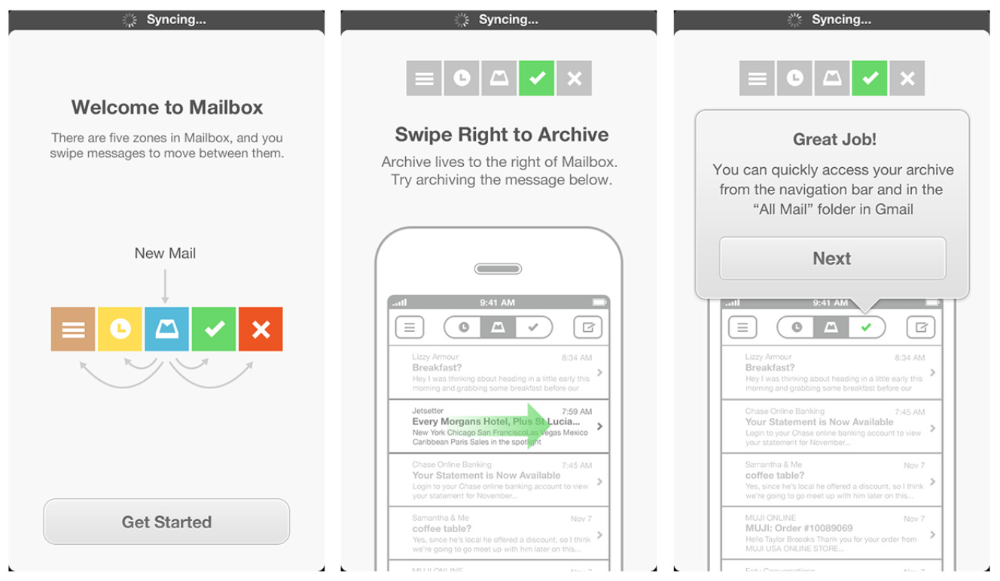 Syncing...
Welcome to Mailbox
There are five zones in Mailbox, and you
swipe messages to move between them.
New Mail
Get Started
Syncing...
Swipe Right to Archive
Archive lives to the right of Mailbox.
Try archiving the message below.
9:41 AM
Lizzy Armour 8:34 AM
Breakfast?
Hey I was thinking about heading in a little early this
morning and grabbing some breakfast before our
Jetsetter 7:59 AM
Every Morgans Hotel, Plus St Lucia...
New York Chicago San FranciscoLas Vegas Mexico
Caribbean Paris Sales in the spotlight
Chase Online Banking 7:45 AM
Your Statement is Now Available
Login to your Chase online banking account to view
your statement for November...
Samantha & Me Nov 7
coffee table?
Yes, since he's local he offered a discount, so I think
we're going to go meet up with him later on this...
MUJI ONLINE Nov 7
Syncing...
Great Job!
You can quickly access your archive
from the navigation bar and in the
“All Mail” folder in Gmail
Next
9:41 AM
Lizzy Armour 8:34 AM
Breakfast?
Hey I was thinking about heading in a little early this
morning and grabbing some breakfast before our
Chase Online Banking 7:45 AM
Your Statement is Now Available
Login to your Chase online banking account to view
your statement for November...
Samantha & Me Nov 7
coffee table?
Yes, since he's local he offered a discount, so I think
we're going to go meet up with him later on this...
MUJI ONLINE Nov 7
MUJI: Order #10089069
Hello Taylor Broooks Thank you for your order from
MUJI USA ONLINE STORE...
Etsy Conversations Nov 7